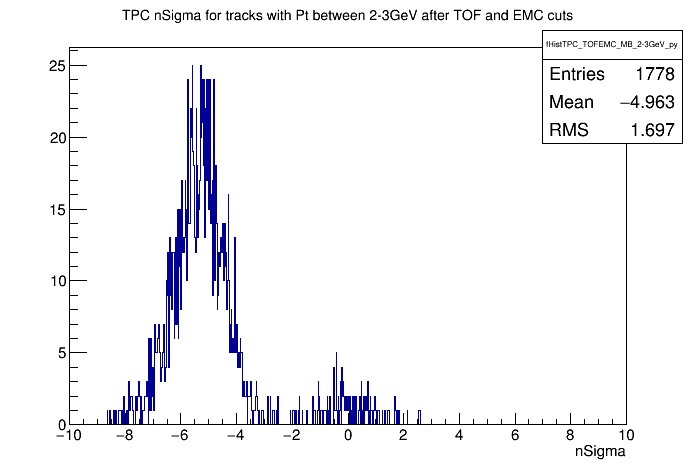 TPC nSigma for tracks with Pt between 2-3GeV after TOF and EMC cuts
fHistTPC_TOFEMC_MB_2-3GeV_py
Entries 1778
Mean −4.963
RMS 1.697
25
20
15
10
5
0
−10 −8 −6 −4 −2 0 2 4 6 8 10
nSigma